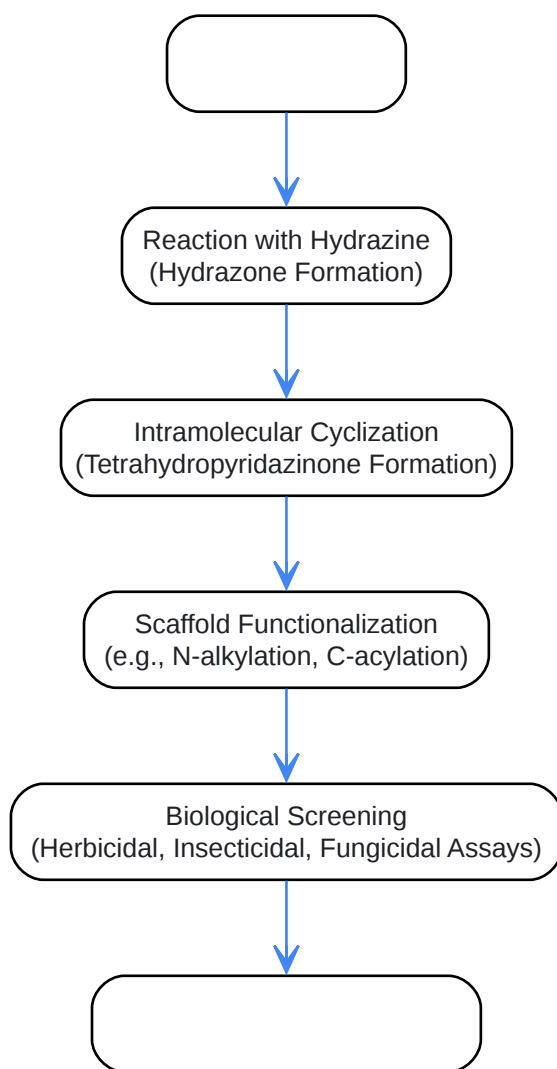 Reaction with Hydrazine
(Hydrazone Formation)
Intramolecular Cyclization
(Tetrahydropyridazinone Formation)
Scaffold Functionalization
(e.g., N-alkylation, C-acylation)
Biological Screening
(Herbicidal, Insecticidal, Fungicidal Assays)